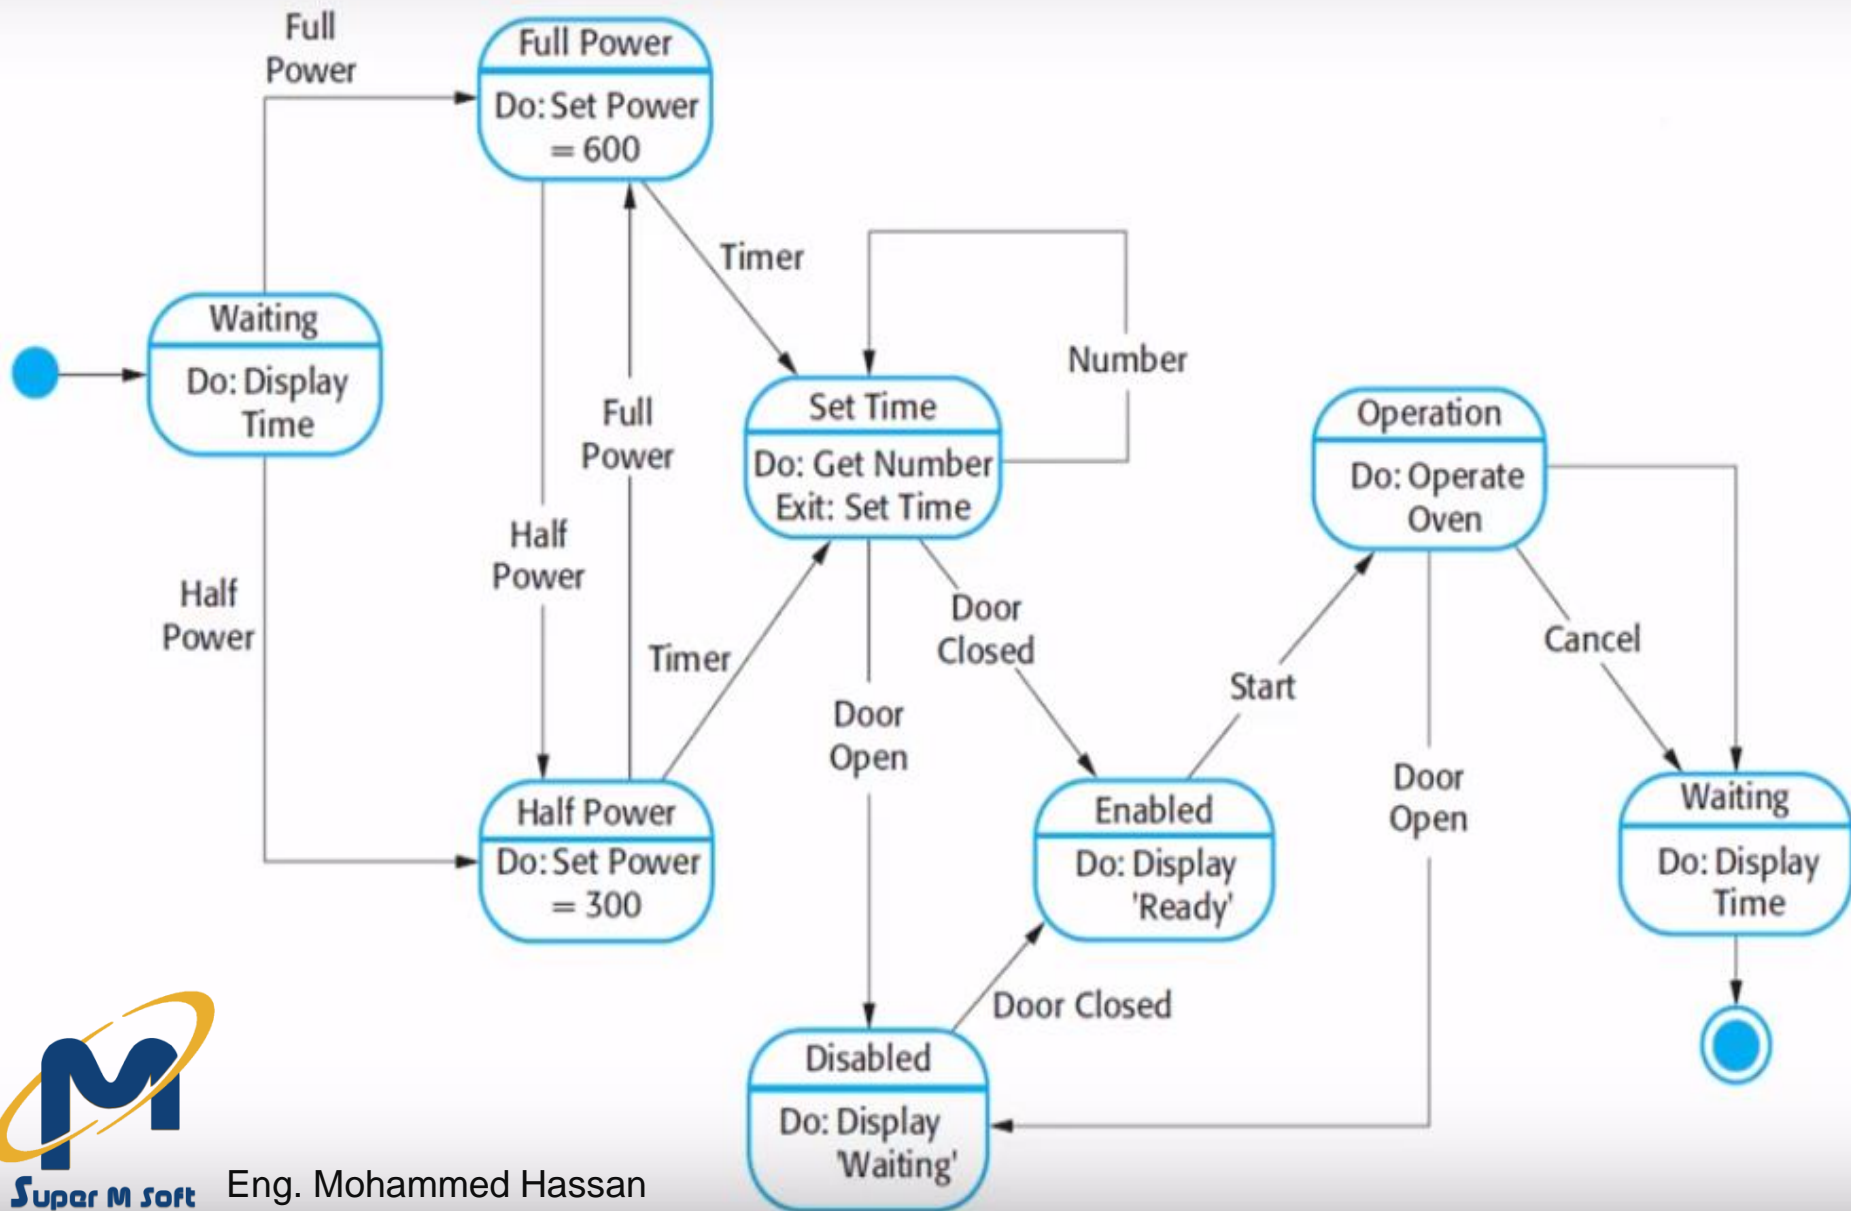 Full
Power
Full Power
Do: Set Power
= 600
Timer
Waiting
Do: Display
Time
Number
Full
Power
Set Time
Do: Get Number
Exit: Set Time
Operation
Do: Operate
Oven
Half
Power
Half
Power
Timer
Door
Closed
Door
Open
Start
Cancel
Door
Open
Half Power
Do: Set Power
= 300
Enabled
Do: Display
'Ready'
Waiting
Do: Display
Time
Door Closed
Disabled
Do: Display
'Waiting'
M
Super M Soft
Eng. Mohammed Hassan